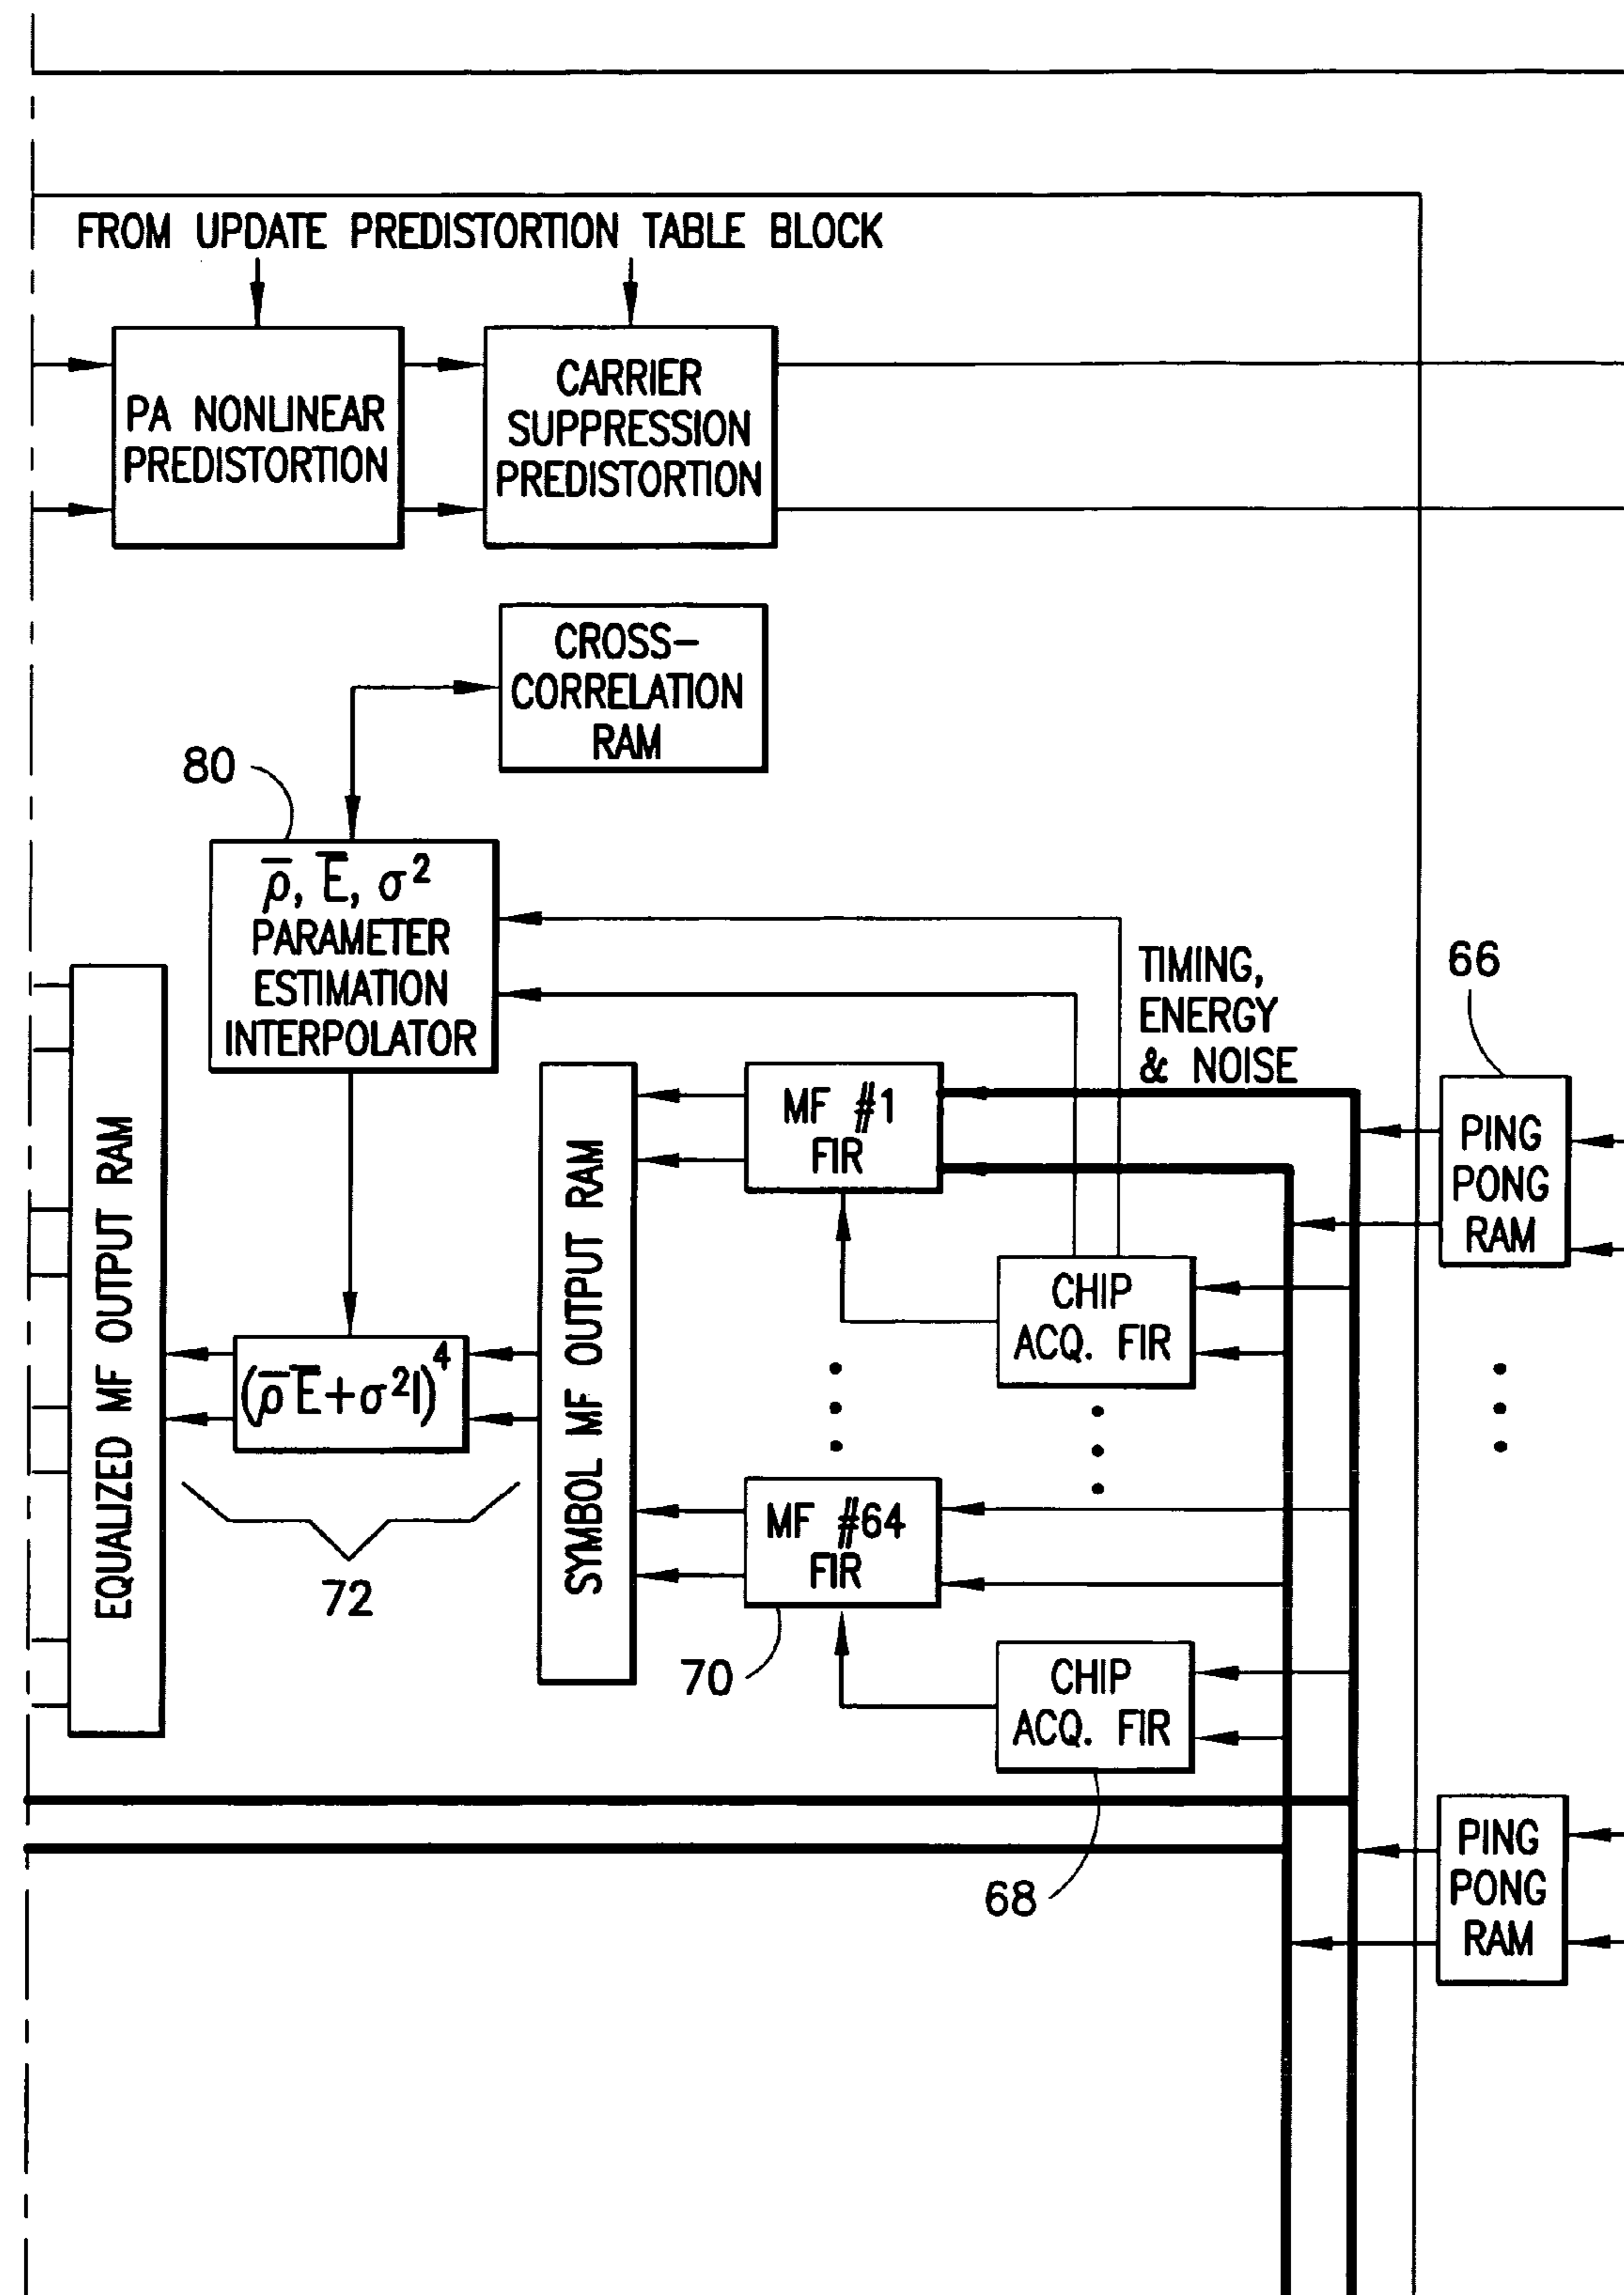 FROM UPDATE PREDISTORTION TABLE BLOCK
PA NONLINEAR
PREDISTORTION
CARRIER
SUPPRESSION
PREDISTORTION
CROSS-
CORRELATION
RAM
80
ρ̅, E̅, σ²
PARAMETER
ESTIMATION
INTERPOLATOR
TIMING,
ENERGY
& NOISE
66
PING
PONG
RAM
MF #1
FIR
CHIP
ACQ. FIR
EQUALIZED MF OUTPUT RAM
(ρ̅ E̅+σ²I)⁴
72
SYMBOL MF OUTPUT RAM
MF #64
FIR
70
CHIP
ACQ. FIR
68
PING
PONG
RAM